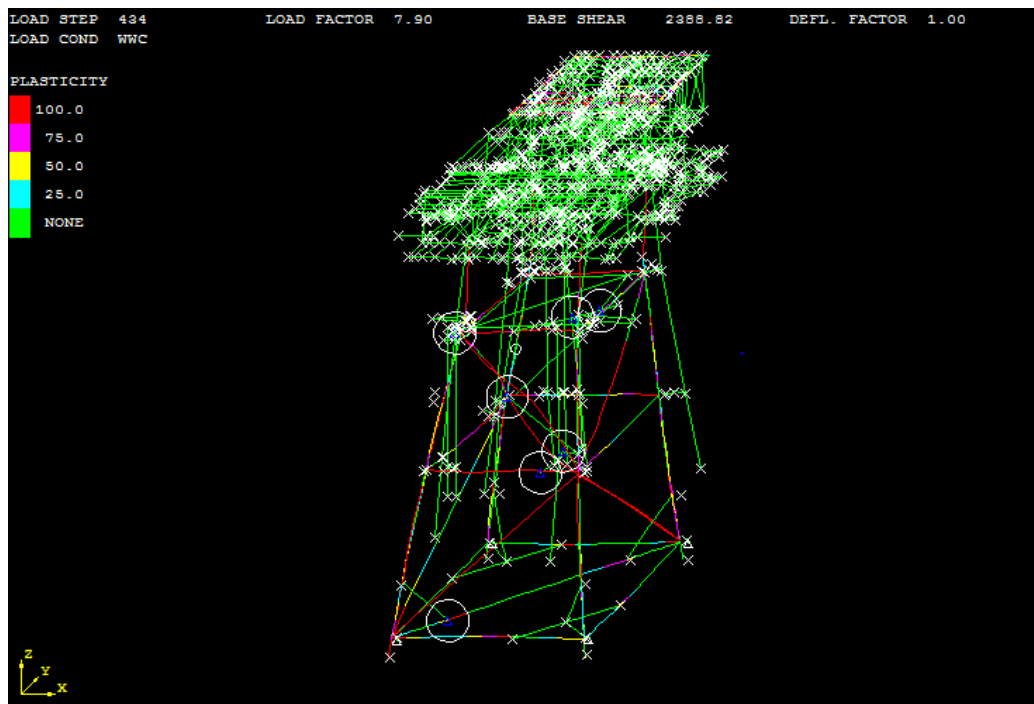 LOAD STEP 434 LOAD FACTOR 7.90 BASE SHEAR 2388.82 DEFL. FACTOR 1.00
LOAD COND WWC
PLASTICITY
100.0
75.0
50.0
25.0
NONE
Z
Y
X